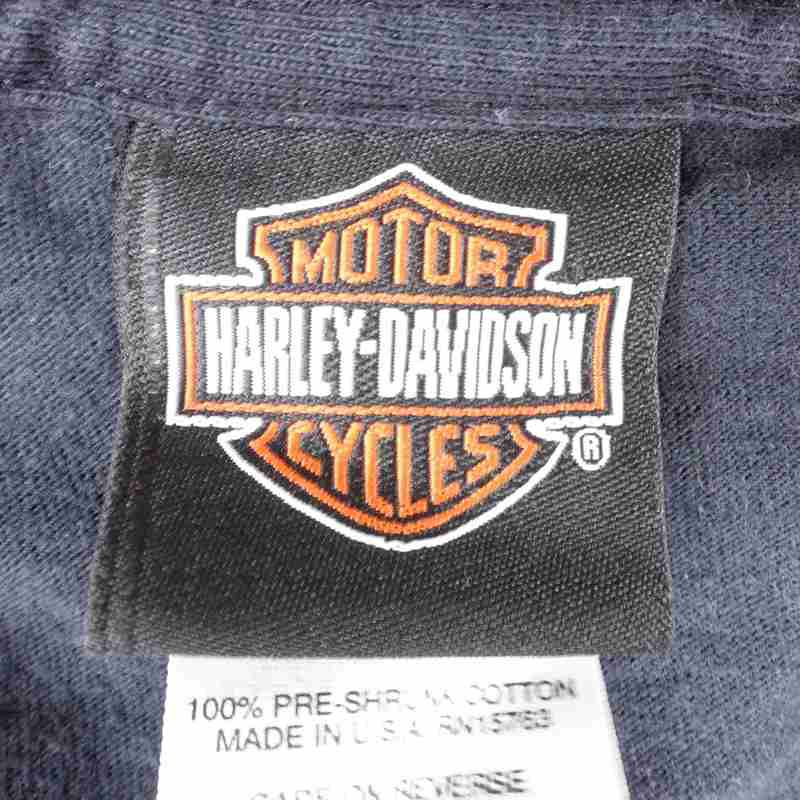 MOTOR
HARLEY-DAVIDSON
CYCLES
®
100% PRE-SHRUNK COTTON
MADE IN U.S.A. RN15763
CARE ON REVERSE